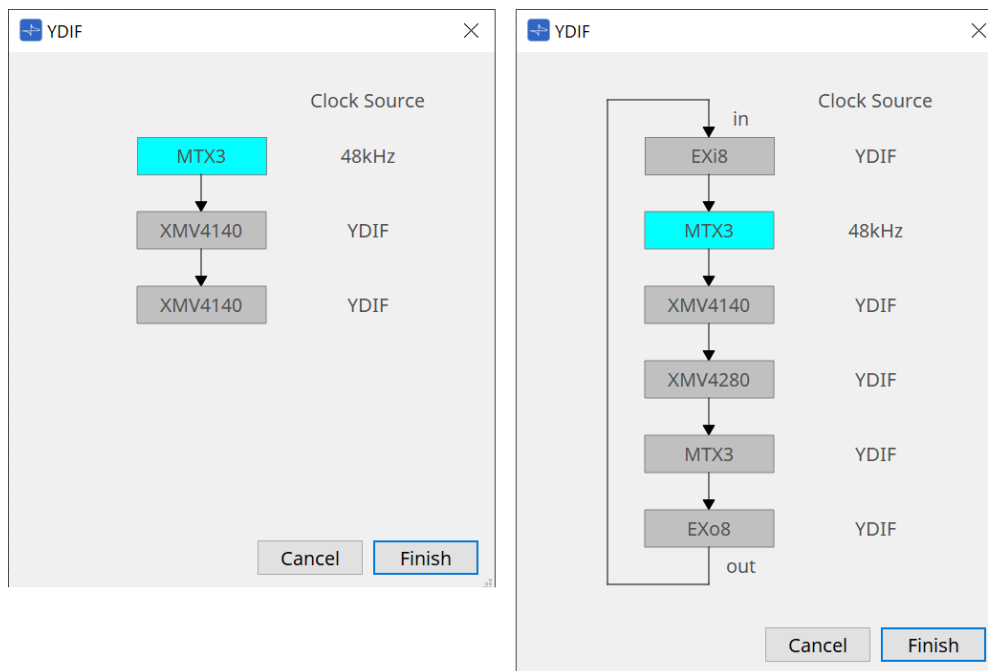 YDIF
Clock Source
MTX3 48kHz
XMV4140 YDIF
XMV4140 YDIF
Cancel Finish
YDIF
Clock Source
in
EXi8 YDIF
MTX3 48kHz
XMV4140 YDIF
XMV4280 YDIF
MTX3 YDIF
EXo8 YDIF
out
Cancel Finish